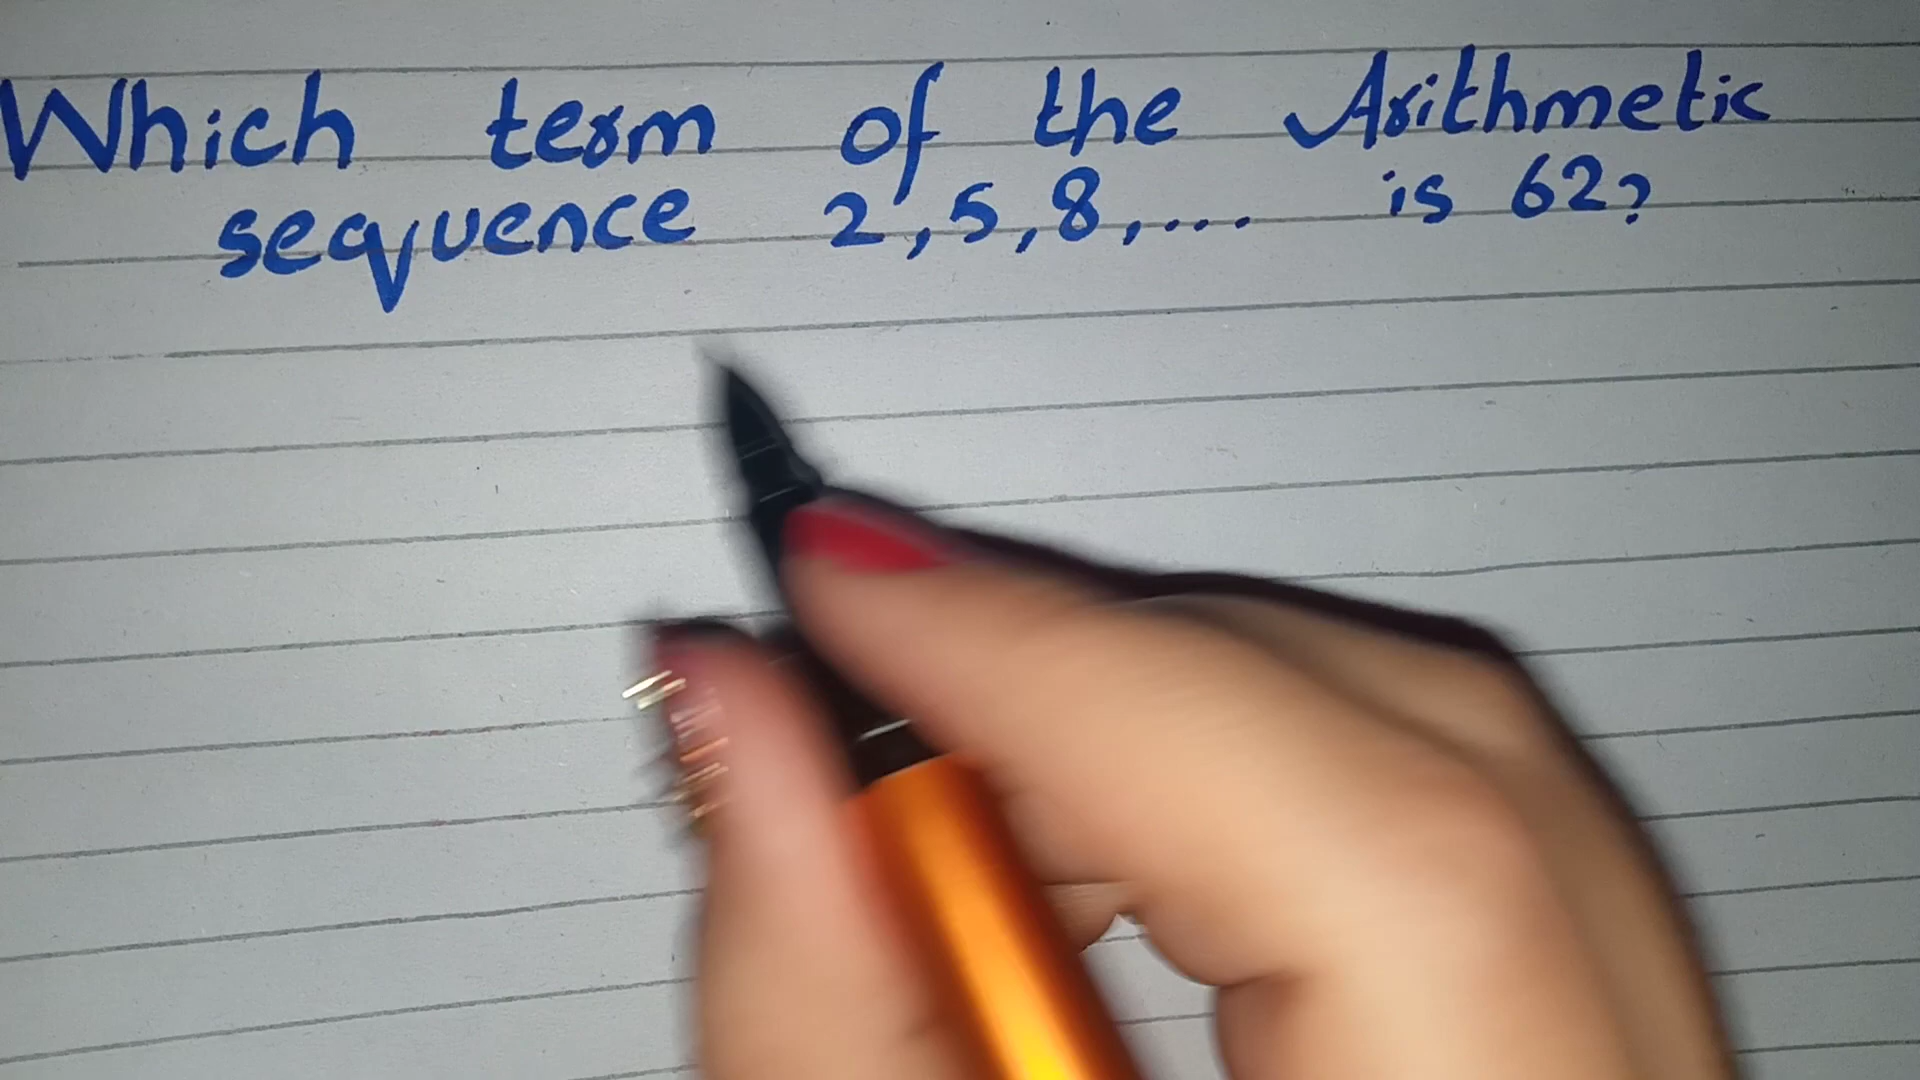 Which term of the Arithmetic
sequence 2,5,8,... is 62?